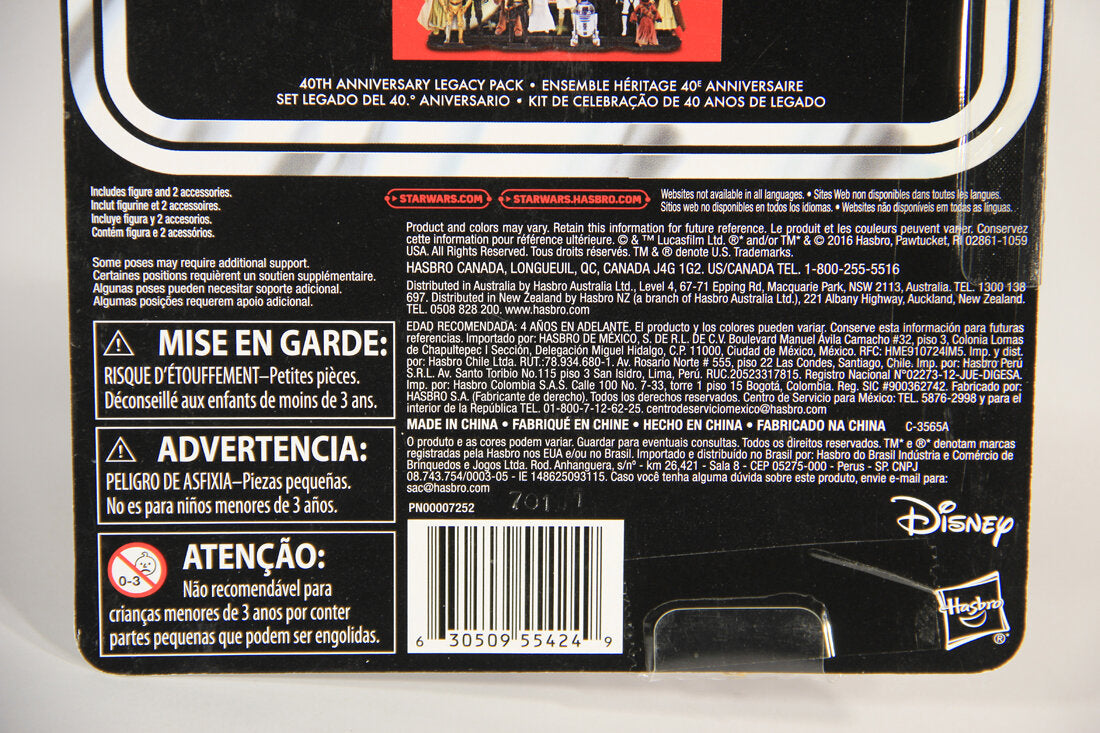 40TH ANNIVERSARY LEGACY PACK • ENSEMBLE HÉRITAGE 40E ANNIVERSAIRE
SET LEGADO DEL 40.° ANIVERSARIO • KIT DE CELEBRAÇÃO DE 40 ANOS DE LEGADO
Includes figure and 2 accessories.
Inclut figurine et 2 accessoires.
Incluye figura y 2 accesorios.
Contém figura e 2 acessórios.
Some poses may require additional support.
Certaines positions requièrent un soutien supplémentaire.
Algunas poses pueden necesitar soporte adicional.
Algumas posições requerem apoio adicional.
MISE EN GARDE:
RISQUE D'ÉTOUFFEMENT–Petites pièces.
Déconseillé aux enfants de moins de 3 ans.
ADVERTENCIA:
PELIGRO DE ASFIXIA–Piezas pequeñas.
No es para niños menores de 3 años.
0-3
ATENÇÃO:
Não recomendável para
crianças menores de 3 anos por conter
partes pequenas que podem ser engolidas.
STARWARS.COM
STARWARS.HASBRO.COM
Websites not available in all languages. • Sites Web non disponibles dans toutes les langues.
Sitios web no disponibles en todos los idiomas. • Websites não disponíveis em todas as línguas.
Product and colors may vary. Retain this information for future reference. Le produit et les couleurs peuvent varier. Conservez
cette information pour référence ultérieure. © & ™ Lucasfilm Ltd. ®* and/or TM* & © 2016 Hasbro, Pawtucket, RI 02861-1059
USA. All Rights Reserved. Tous droits réservés. TM & ® denote U.S. Trademarks.
HASBRO CANADA, LONGUEUIL, QC, CANADA J4G 1G2. US/CANADA TEL. 1-800-255-5516
Distributed in Australia by Hasbro Australia Ltd., Level 4, 67-71 Epping Rd, Macquarie Park, NSW 2113, Australia. TEL. 1300 138
697. Distributed in New Zealand by Hasbro NZ (a branch of Hasbro Australia Ltd.), 221 Albany Highway, Auckland, New Zealand.
TEL. 0508 828 200. www.hasbro.com
EDAD RECOMENDADA: 4 AÑOS EN ADELANTE. El producto y los colores pueden variar. Conserve esta información para futuras
referencias. Importado por: HASBRO DE MÉXICO, S. DE R.L. DE C.V. Boulevard Manuel Ávila Camacho #32, piso 3, Colonia Lomas
de Chapultepec I Sección, Delegación Miguel Hidalgo, C.P. 11000, Ciudad de México, México. RFC: HME910724IM5. Imp. y dist.
por: Hasbro Chile Ltda. RUT.:78.934.680-1. Av. Rosario Norte # 555, piso 22 Las Condes, Santiago, Chile. Imp. por: Hasbro Perú
S.R.L. Av. Santo Toribio No.115 piso 3 San Isidro, Lima, Perú. RUC.20523317815. Registro Nacional N°02273-12-JUE-DIGESA.
Imp. por: Hasbro Colombia S.A.S. Calle 100 No. 7-33, torre 1 piso 15 Bogotá, Colombia. Reg. SIC #900362742. Fabricado por:
HASBRO S.A. (Fabricante de derecho). Todos los derechos reservados. Centro de Servicio para México: TEL. 5876-2998 y para el
interior de la República TEL. 01-800-7-12-62-25. centrodeserviciomexico@hasbro.com
MADE IN CHINA • FABRIQUÉ EN CHINE • HECHO EN CHINA • FABRICADO NA CHINA C-3565A
O produto e as cores podem variar. Guardar para eventuais consultas. Todos os direitos reservados. TM* e ®* denotam marcas
registradas pela Hasbro nos EUA e/ou no Brasil. Importado e distribuído no Brasil por: Hasbro do Brasil Indústria e Comércio de
Brinquedos e Jogos Ltda. Rod. Anhanguera, s/nº - km 26,421 - Sala 8 - CEP 05275-000 - Perus - SP. CNPJ
08.743.754/0003-05 - IE 148625093115. Caso você tenha alguma dúvida sobre este produto, envie e-mail para:
sac@hasbro.com
PN00007252
6 30509 55424 9
Disney
Hasbro
®*